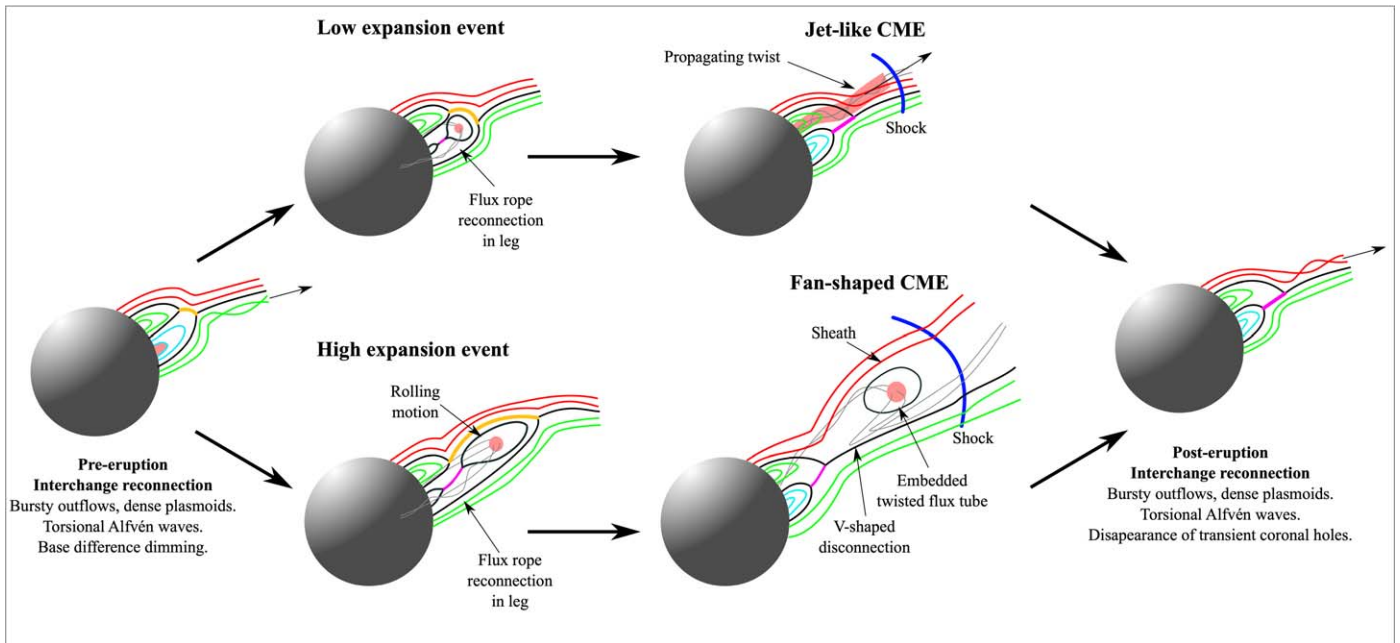 Low expansion event
Jet-like CME
Propagating twist
Shock
Flux rope
reconnection
in leg
Fan-shaped CME
High expansion event
Sheath
Rolling
motion
Shock
Pre-eruption
Interchange reconnection
Bursty outflows, dense plasmoids.
Torsional Alfvén waves.
Base difference dimming.
Embedded
twisted flux tube
V-shaped
disconnection
Flux rope
reconnection
in leg
Post-eruption
Interchange reconnection
Bursty outflows, dense plasmoids.
Torsional Alfvén waves.
Disapearance of transient coronal holes.